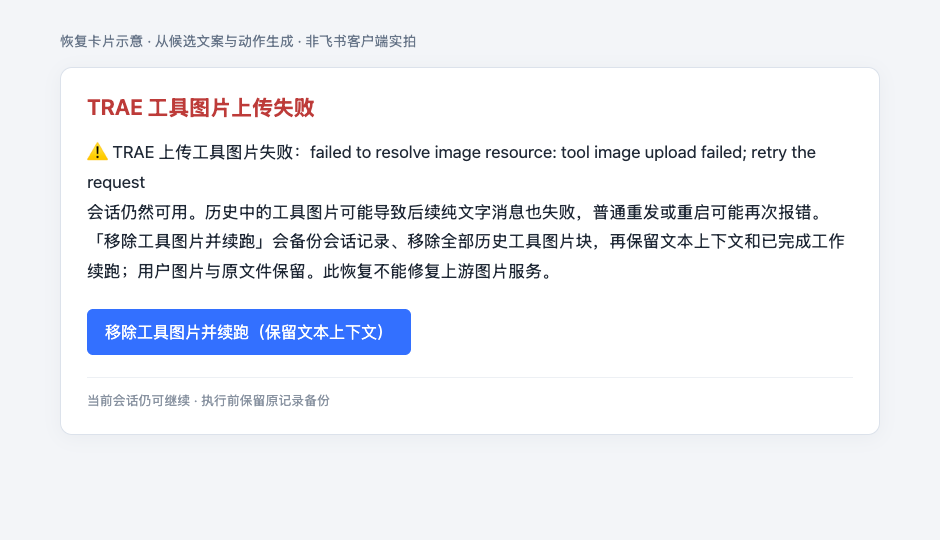 恢复卡片示意 · 从候选文案与动作生成 · 非飞书客户端实拍
TRAE 工具图片上传失败
⚠️ TRAE 上传工具图片失败：failed to resolve image resource: tool image upload failed; retry the
request
会话仍然可用。历史中的工具图片可能导致后续纯文字消息也失败，普通重发或重启可能再次报错。
「移除工具图片并续跑」会备份会话记录、移除全部历史工具图片块，再保留文本上下文和已完成工作
续跑；用户图片与原文件保留。此恢复不能修复上游图片服务。
移除工具图片并续跑（保留文本上下文）
当前会话仍可继续 · 执行前保留原记录备份